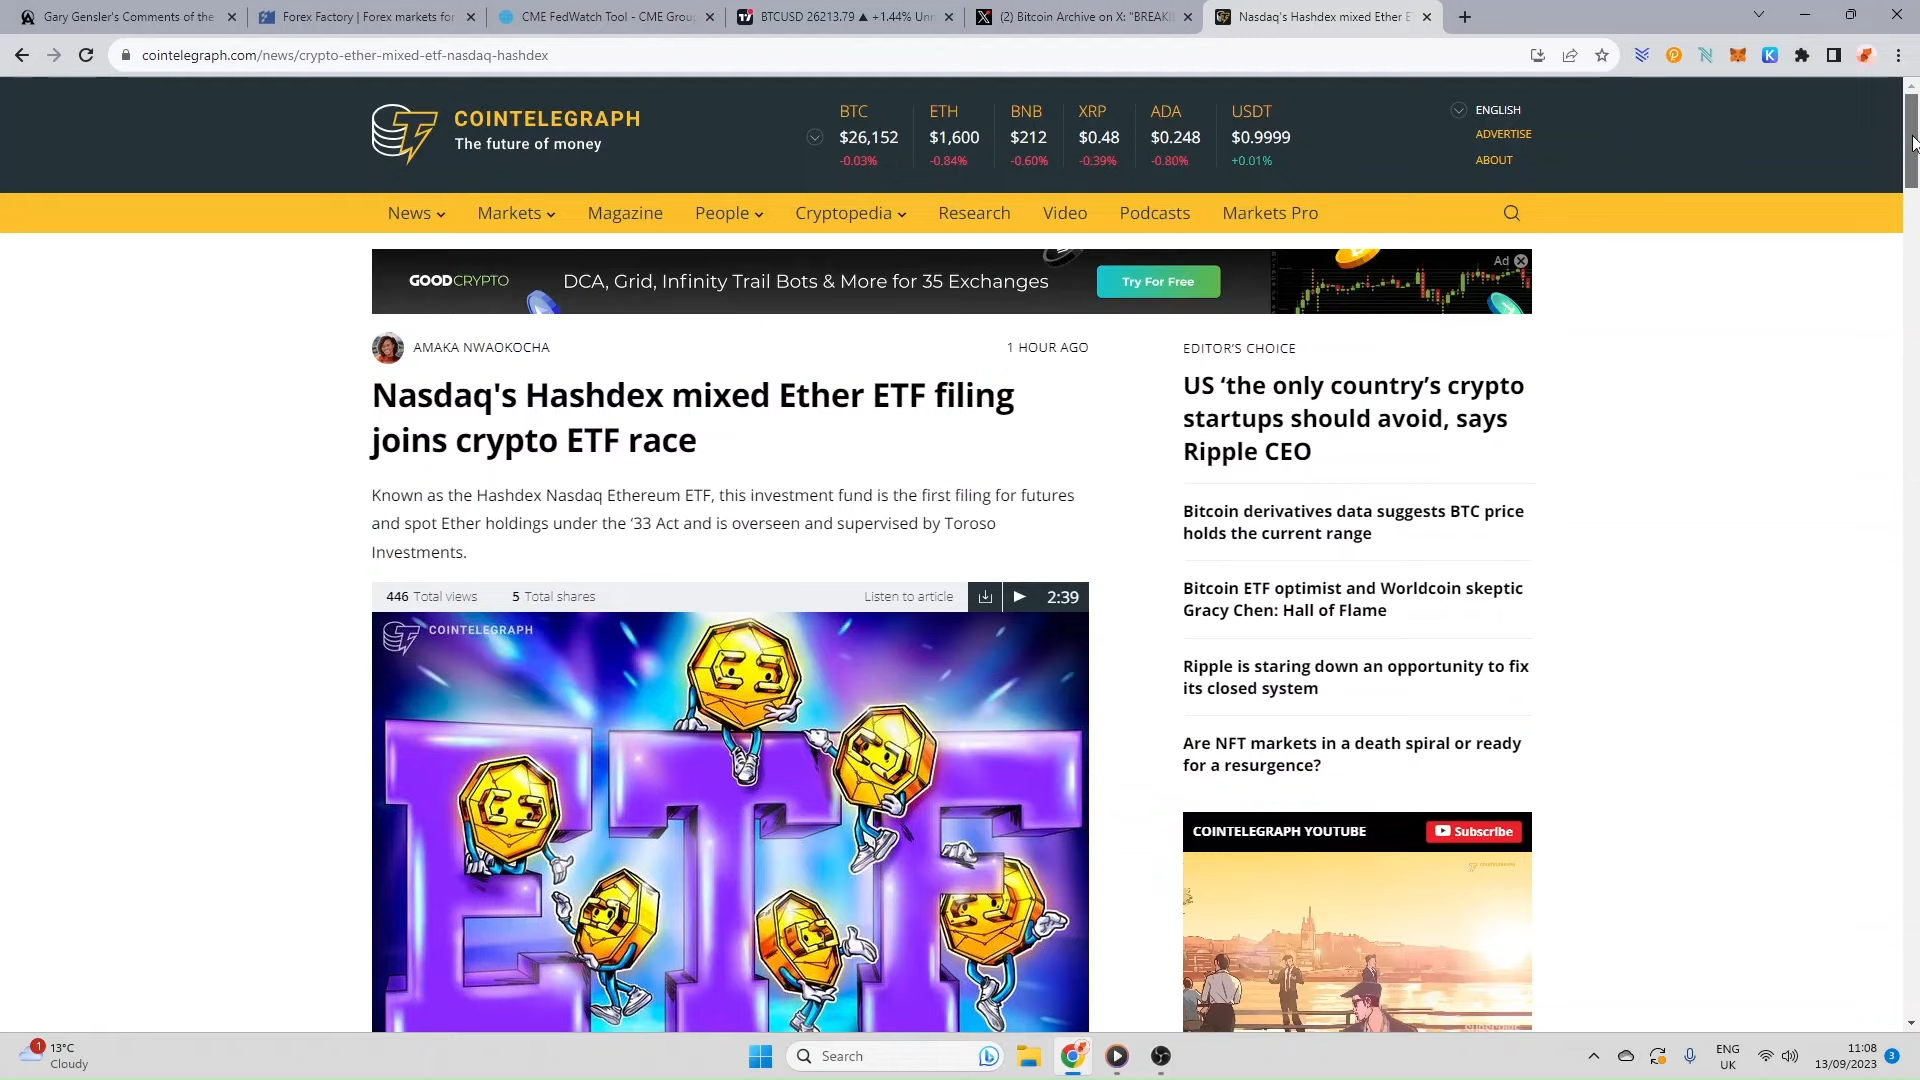 Gary Gensler's Comments of the
Forex Factory | Forex markets for
CME FedWatch Tool - CME Group
BTCUSD 26213.79 ▲ +1.44% Unn
(2) Bitcoin Archive on X: "BREAKI
Nasdaq's Hashdex mixed Ether E
cointelegraph.com/news/crypto-ether-mixed-etf-nasdaq-hashdex
COINTELEGRAPH
The future of money
BTC ETH BNB XRP ADA USDT
$26,152 $1,600 $212 $0.48 $0.248 $0.9999
-0.03% -0.84% -0.60% -0.39% -0.80% +0.01%
ENGLISH
ADVERTISE
ABOUT
News Markets Magazine People Cryptopedia Research Video Podcasts Markets Pro
GOODCRYPTO DCA, Grid, Infinity Trail Bots & More for 35 Exchanges Try For Free Ad
AMAKA NWAOKOCHA 1 HOUR AGO
Nasdaq's Hashdex mixed Ether ETF filing
joins crypto ETF race
Known as the Hashdex Nasdaq Ethereum ETF, this investment fund is the first filing for futures
and spot Ether holdings under the ‘33 Act and is overseen and supervised by Toroso
Investments.
446 Total views 5 Total shares Listen to article 2:39
COINTELEGRAPH
ETF
EDITOR’S CHOICE
US ‘the only country’s crypto
startups should avoid, says
Ripple CEO
Bitcoin derivatives data suggests BTC price
holds the current range
Bitcoin ETF optimist and Worldcoin skeptic
Gracy Chen: Hall of Flame
Ripple is staring down an opportunity to fix
its closed system
Are NFT markets in a death spiral or ready
for a resurgence?
COINTELEGRAPH YOUTUBE Subscribe
1
13°C
Cloudy
Search
ENG
UK
11:08
13/09/2023
3